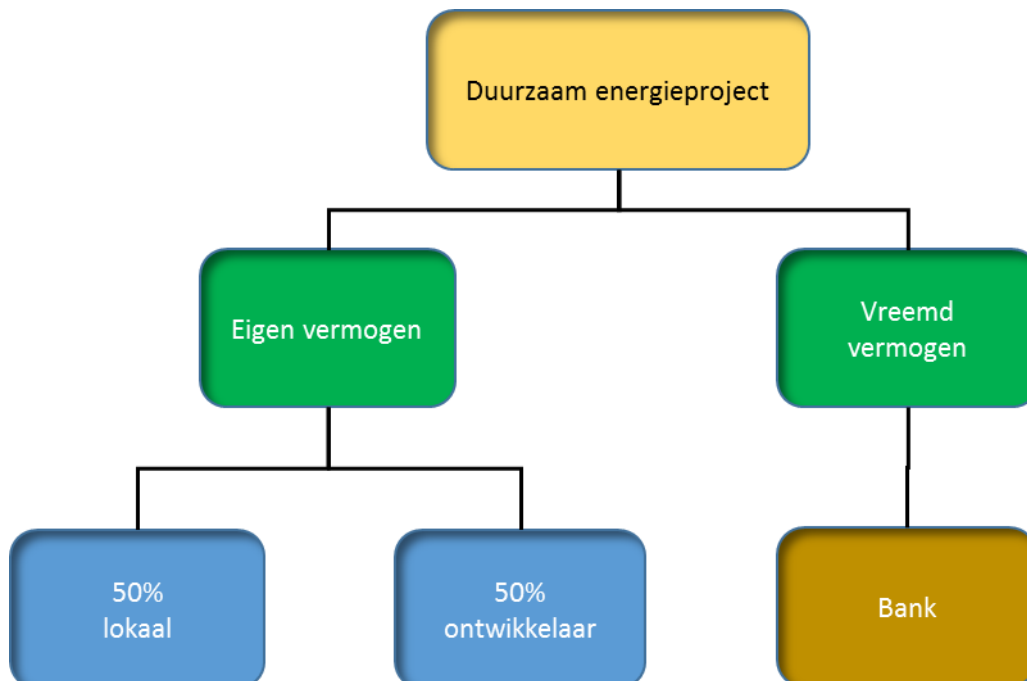 Duurzaam energieproject
Eigen vermogen
Vreemd
vermogen
50%
lokaal
50%
ontwikkelaar
Bank